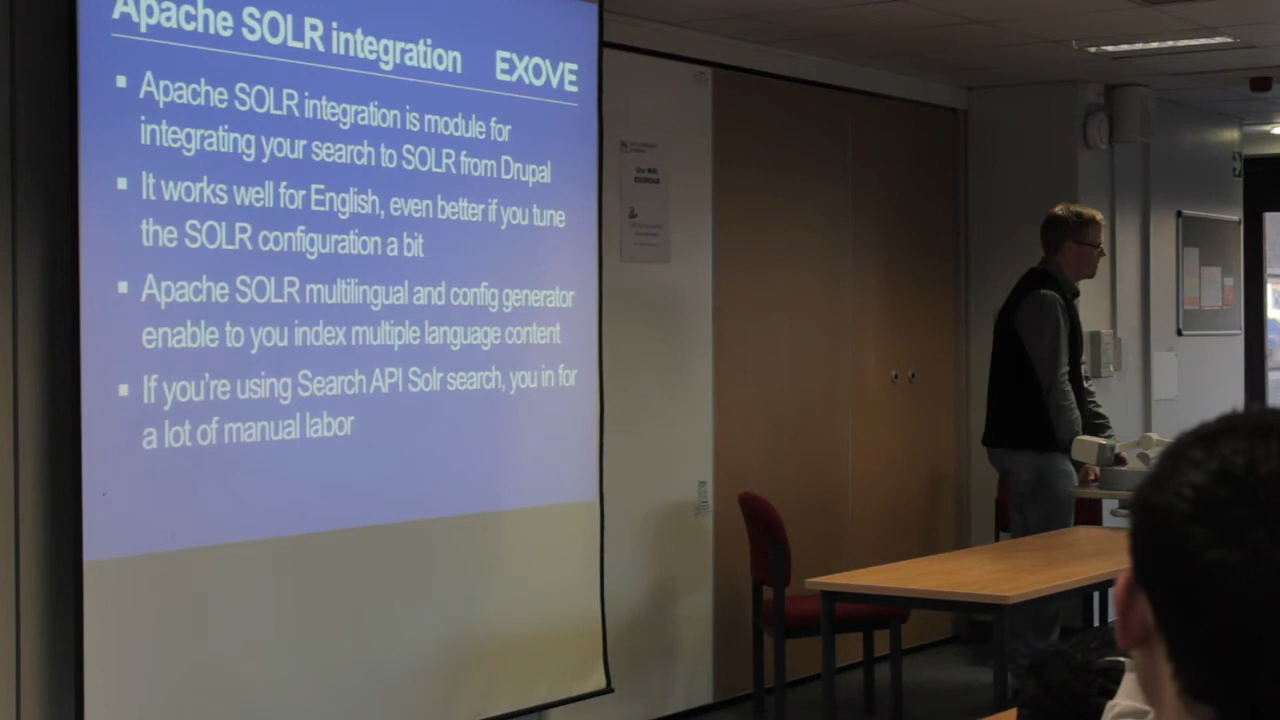 Apache SOLR integration
EXOVE
▪ Apache SOLR integration is module for
integrating your search to SOLR from Drupal
▪ It works well for English, even better if you tune
the SOLR configuration a bit
▪ Apache SOLR multilingual and config generator
enable to you index multiple language content
▪ If you’re using Search API Solr search, you in for
a lot of manual labor